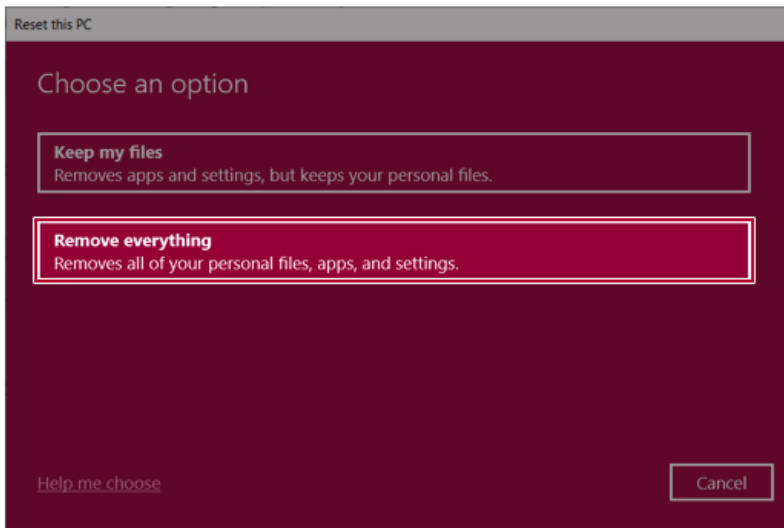 Reset this PC
Choose an option
Keep my files
Removes apps and settings, but keeps your personal files.
Remove everything
Removes all of your personal files, apps, and settings.
Help me choose
Cancel